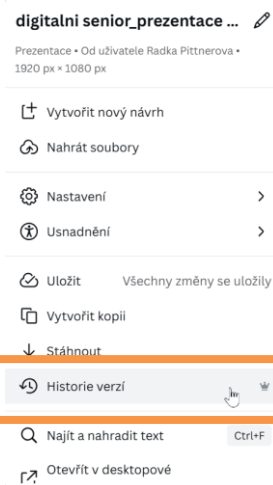 digitalni senior_prezentace ...
Prezentace • Od uživatele Radka Pittnerova •
1920 px × 1080 px
Vytvořit nový návrh
Nahrát soubory
Nastavení
Usnadnění
Uložit Všechny změny se uložily
Vytvořit kopii
Stáhnout
Historie verzí
Najít a nahradit text Ctrl+F
Otevřít v desktopové